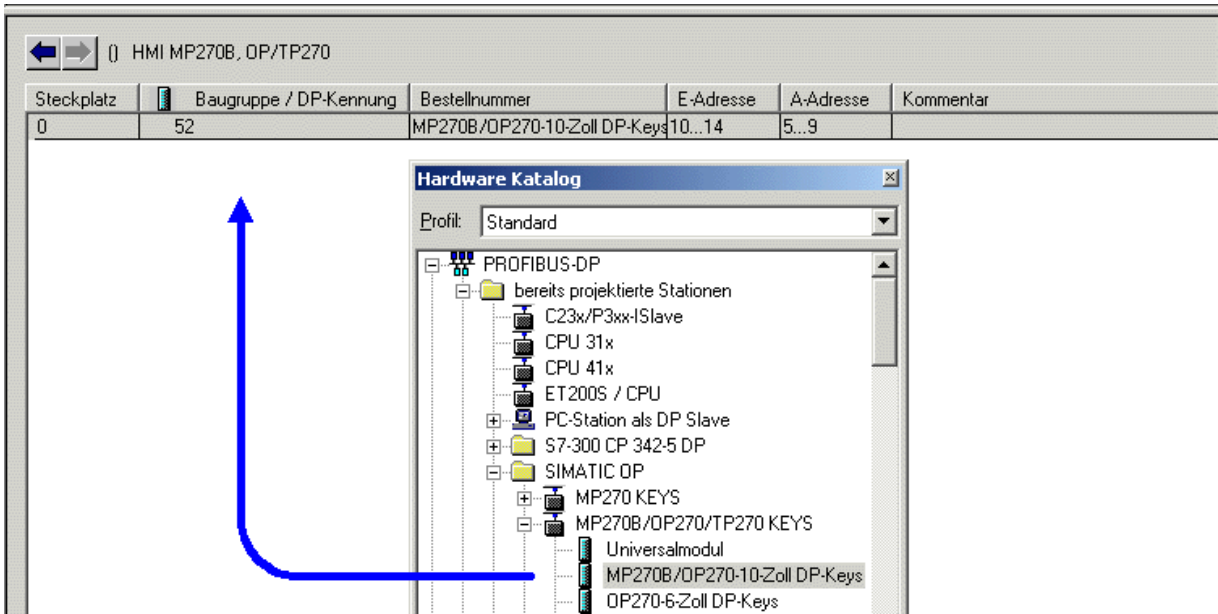 () HMI MP270B, OP/TP270
Steckplatz Baugruppe / DP-Kennung Bestellnummer E-Adresse A-Adresse Kommentar
0 52 MP270B/OP270-10-Zoll DP-Keys 10...14 5...9
Hardware Katalog
Profil: Standard
PROFIBUS-DP
bereits projektierte Stationen
C23x/P3xx-ISlave
CPU 31x
CPU 41x
ET200S / CPU
PC-Station als DP Slave
S7-300 CP 342-5 DP
SIMATIC OP
MP270 KEYS
MP270B/OP270/TP270 KEYS
Universalmodul
MP270B/OP270-10-Zoll DP-Keys
OP270-6-Zoll DP-Keys